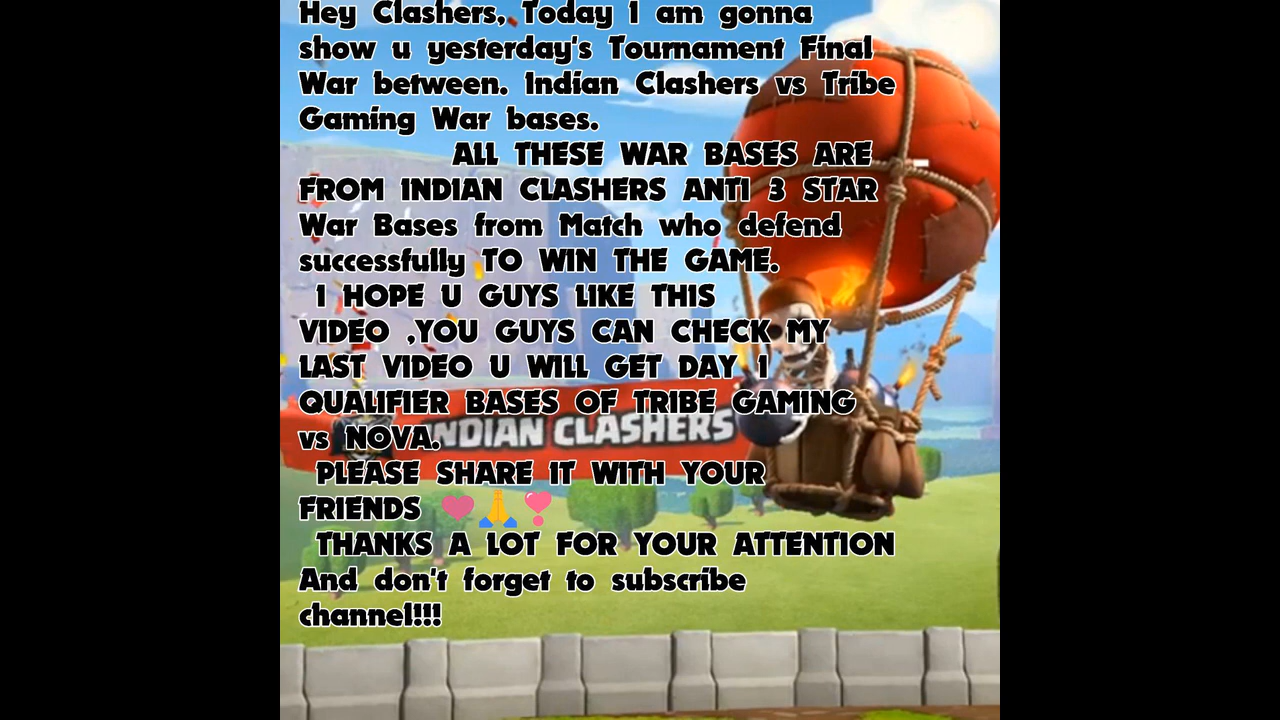 Hey Clashers, Today I am gonna
show u yesterday's Tournament Final
War between. Indian Clashers vs Tribe
Gaming War bases.
ALL THESE WAR BASES ARE
FROM INDIAN CLASHERS ANTI 3 STAR
War Bases from Match who defend
successfully TO WIN THE GAME.
I HOPE U GUYS LIKE THIS
VIDEO ,YOU GUYS CAN CHECK MY
LAST VIDEO U WILL GET DAY 1
QUALIFIER BASES OF TRIBE GAMING
vs NOVA.
INDIAN CLASHERS
PLEASE SHARE IT WITH YOUR
FRIENDS ❤️🙏❣️
THANKS A LOT FOR YOUR ATTENTION
And don't forget to subscribe
channel!!!